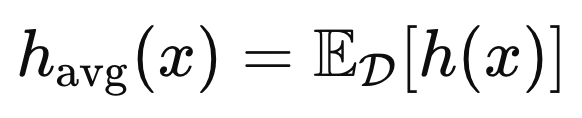 h_avg(x) = 𝔼_𝒟[h(x)]